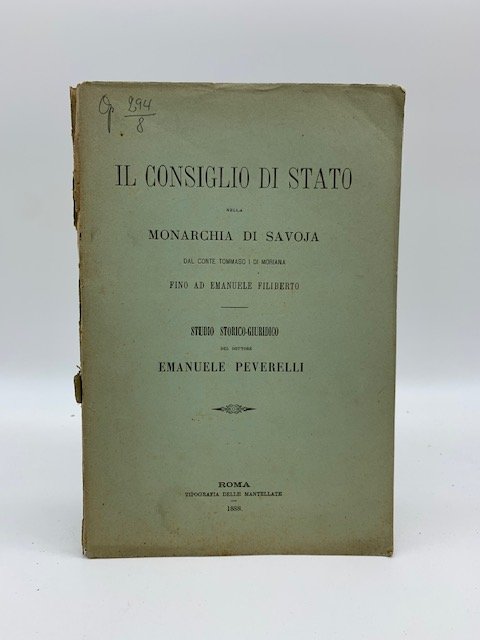 Op 294
8
IL CONSIGLIO DI STATO
NELLA
MONARCHIA DI SAVOJA
DAL CONTE TOMMASO I DI MORIANA
FINO AD EMANUELE FILIBERTO
STUDIO STORICO-GIURIDICO
DEL DOTTORE
EMANUELE PEVERELLI
ROMA
TIPOGRAFIA DELLE MANTELLATE
1888.